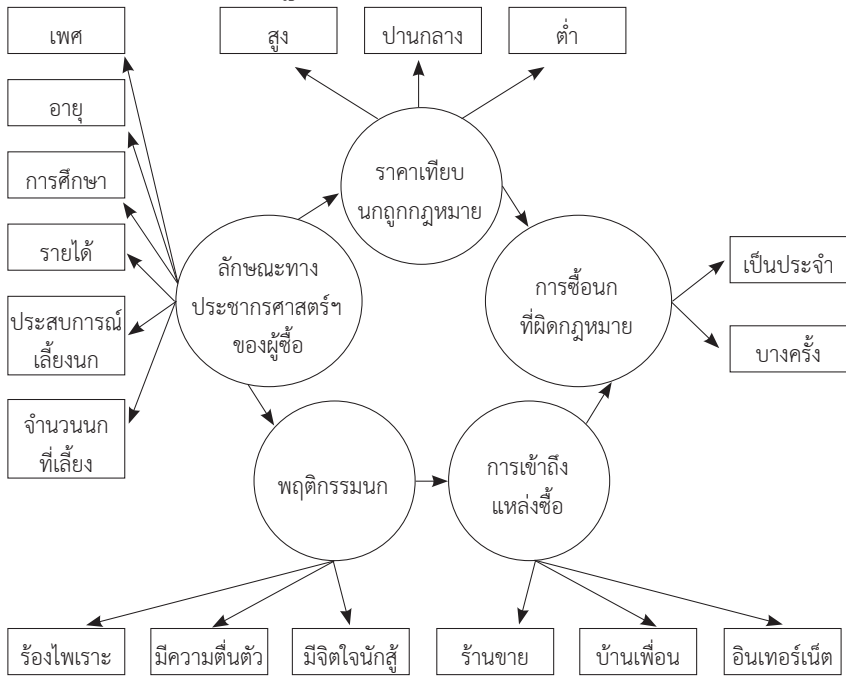 เพศ
สูง
ปานกลาง
ต่ำ
อายุ
การศึกษา
รายได้
ประสบการณ์
เลี้ยงนก
จำนวนนก
ที่เลี้ยง
ราคาเทียบ
นกถูกกฎหมาย
ลักษณะทาง
ประชากรศาสตร์ฯ
ของผู้ซื้อ
การซื้อนก
ที่ผิดกฎหมาย
เป็นประจำ
บางครั้ง
พฤติกรรมนก
การเข้าถึง
แหล่งซื้อ
ร้องไพเราะ
มีความตื่นตัว
มีจิตใจนักสู้
ร้านขาย
บ้านเพื่อน
อินเทอร์เน็ต